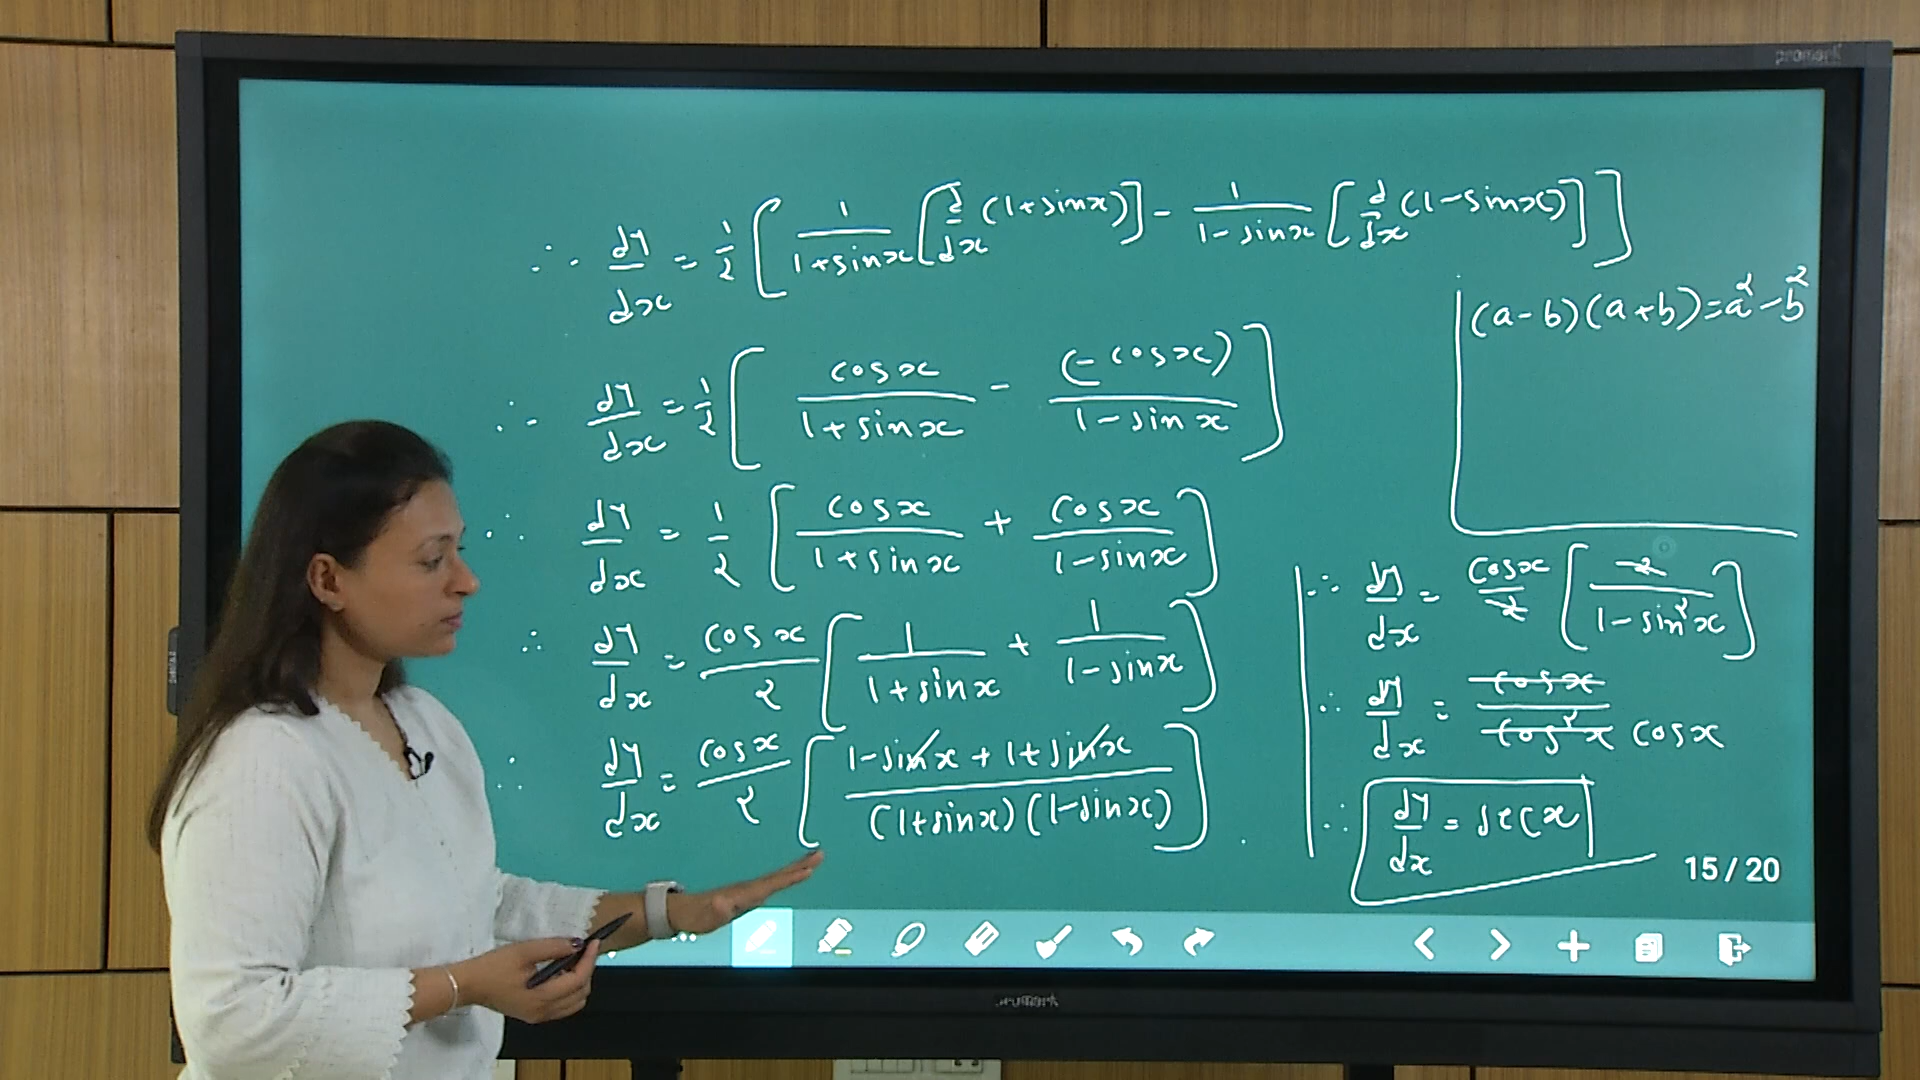 promark
∴ dy/dx = 1/2 [ 1/(1+sinx) [ d/dx (1+sinx) ] - 1/(1-sinx) [ d/dx (1-sinx) ] ]
∴ dy/dx = 1/2 [ cosx/(1+sinx) - (-cosx)/(1-sinx) ]
∴ dy/dx = 1/2 [ cosx/(1+sinx) + cosx/(1-sinx) ]
∴ dy/dx = cosx/2 [ 1/(1+sinx) + 1/(1-sinx) ]
∴ dy/dx = cosx/2 [ (1-sinx + 1+sinx)/((1+sinx)(1-sinx)) ]
(a-b)(a+b) = a² - b²
∴ dy/dx = cosx/2 [ 2/(1-sin²x) ]
∴ dy/dx = cosx/cos²x cosx
∴ dy/dx = secx
15 / 20
promark